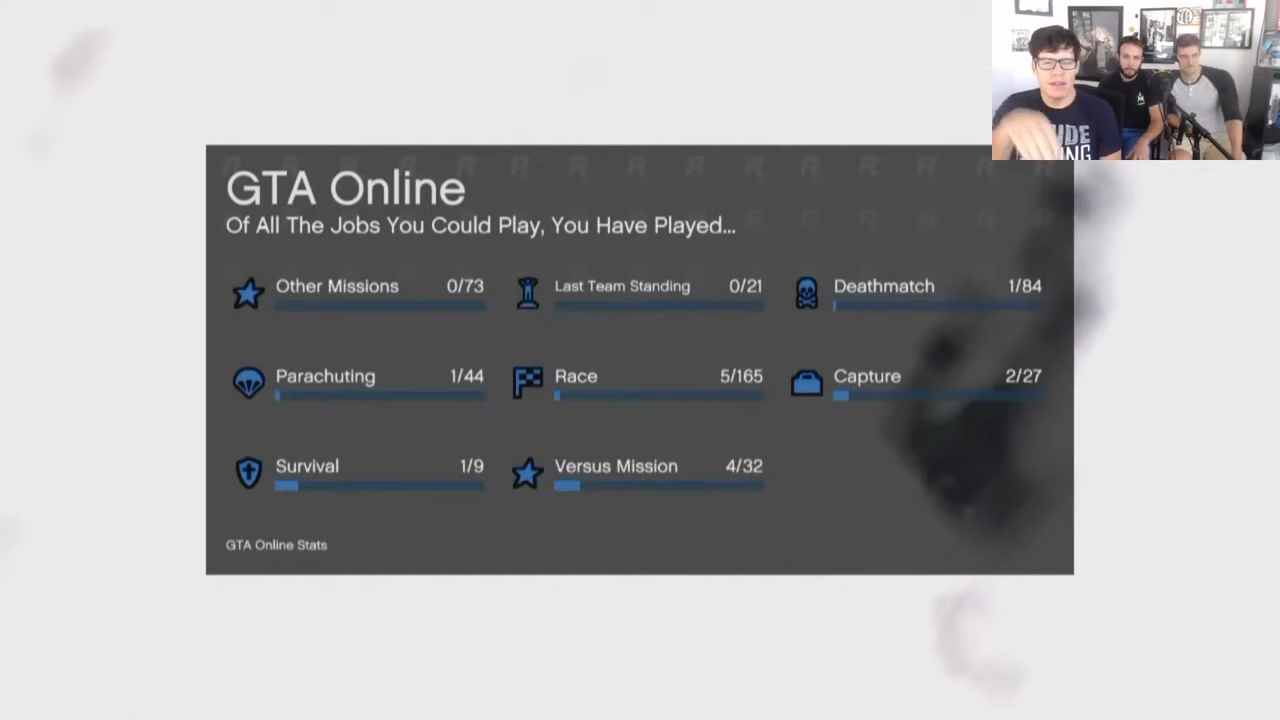 GTA Online
Of All The Jobs You Could Play, You Have Played...
Other Missions 0/73
Last Team Standing 0/21
Deathmatch 1/84
Parachuting 1/44
Race 5/165
Capture 2/27
Survival 1/9
Versus Mission 4/32
GTA Online Stats